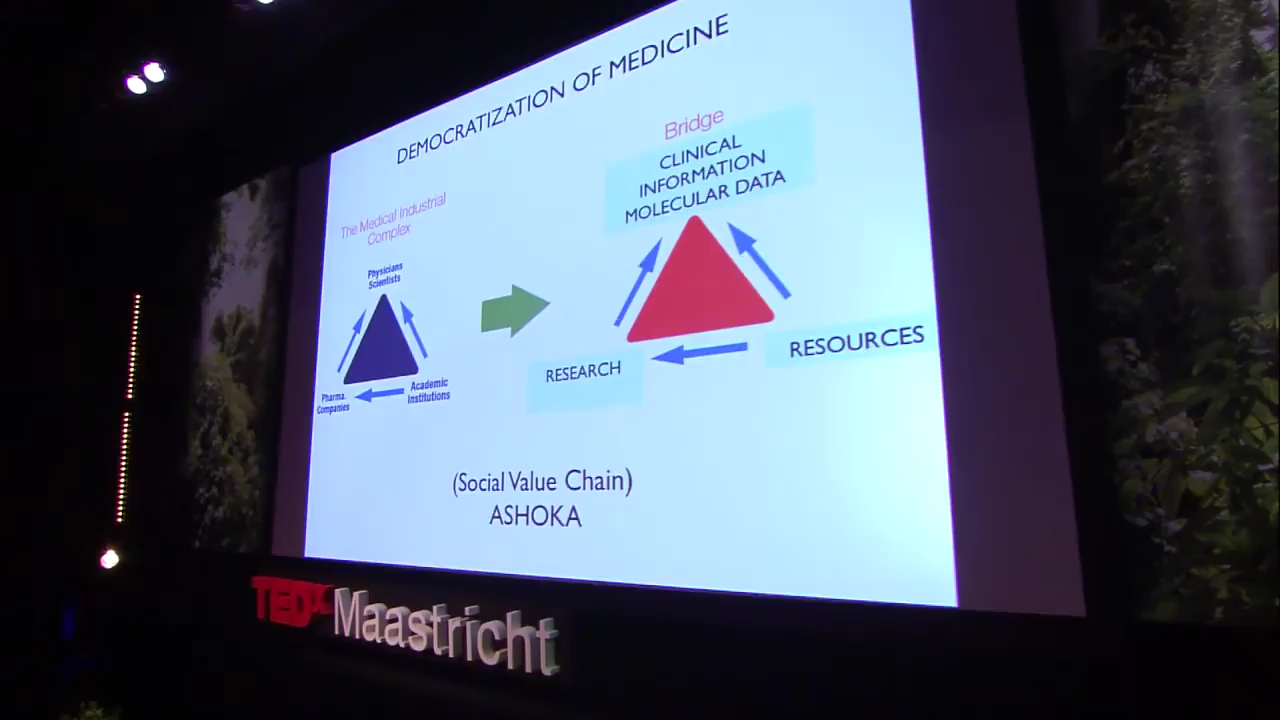 DEMOCRATIZATION OF MEDICINE
The Medical Industrial
Complex
Physicians
Scientists
Pharma.
Companies
Academic
Institutions
Bridge
CLINICAL
INFORMATION
MOLECULAR DATA
RESEARCH
RESOURCES
(Social Value Chain)
ASHOKA
TEDx Maastricht